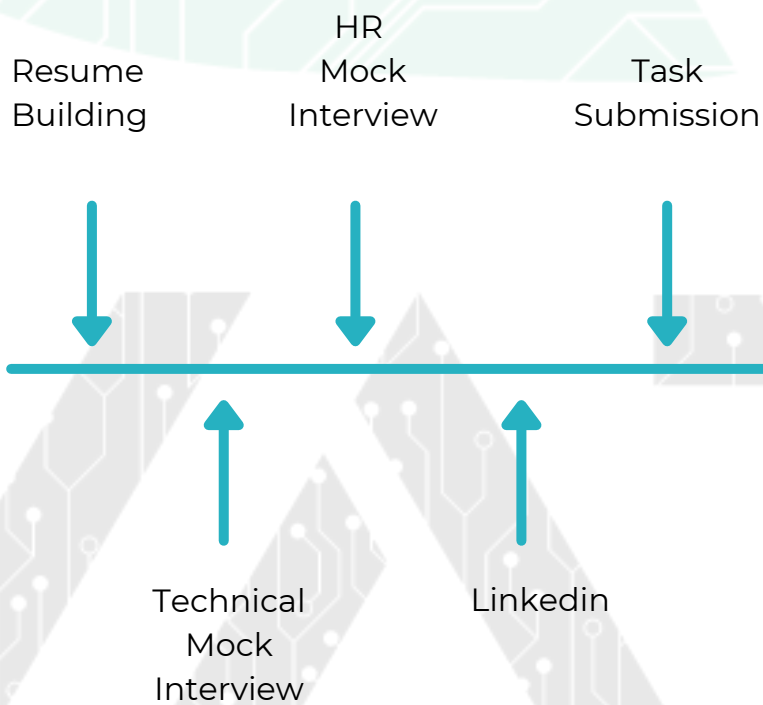 Resume
Building
HR
Mock
Interview
Task
Submission
Technical
Mock
Interview
Linkedin